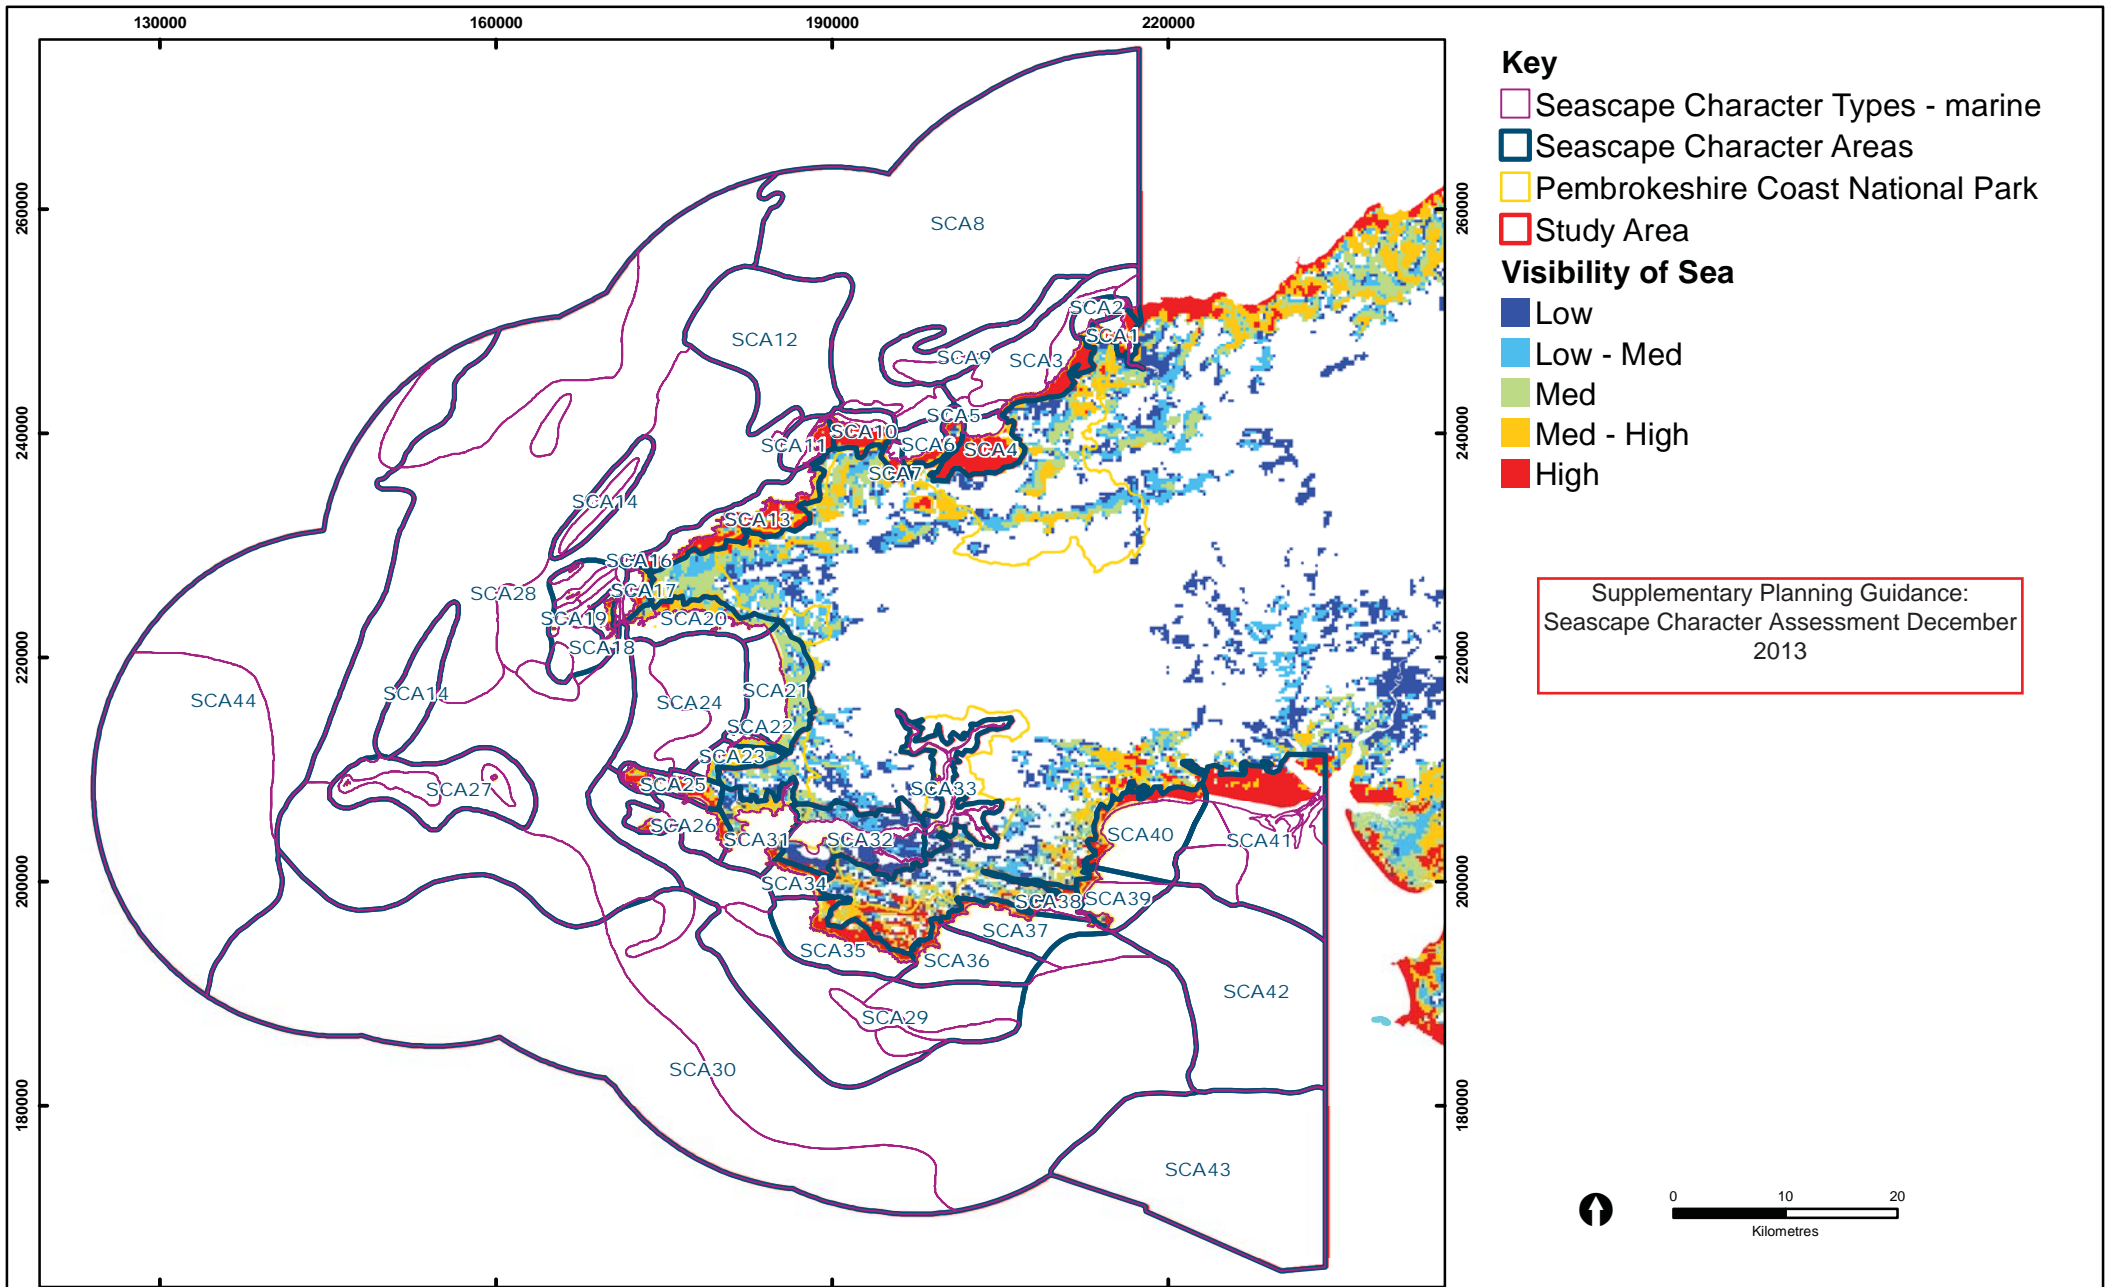 130000
160000
190000
220000
260000
240000
220000
200000
180000
260000
240000
220000
200000
180000
SCA8
SCA2
SCA1
SCA12
SCA9
SCA3
SCA5
SCA10
SCA11
SCA6
SCA4
SCA7
SCA14
SCA13
SCA16
SCA28
SCA17
SCA19
SCA20
SCA18
SCA44
SCA14
SCA24
SCA21
SCA22
SCA23
SCA25
SCA27
SCA33
SCA26
SCA31
SCA32
SCA40
SCA41
SCA34
SCA38
SCA39
SCA37
SCA35
SCA36
SCA42
SCA29
SCA30
SCA43
Key
Seascape Character Types - marine
Seascape Character Areas
Pembrokeshire Coast National Park
Study Area
Visibility of Sea
Low
Low - Med
Med
Med - High
High
Supplementary Planning Guidance:
Seascape Character Assessment December
2013
0 10 20
Kilometres